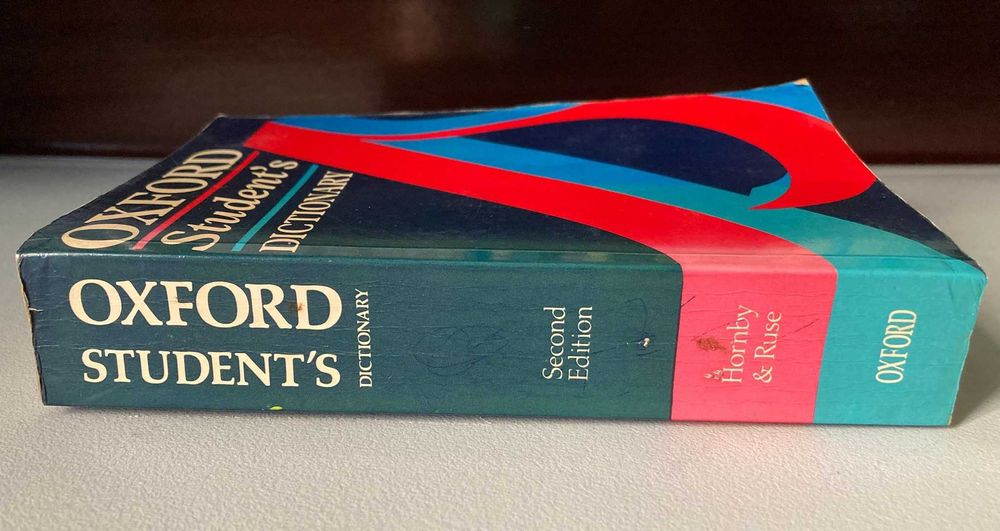 OXFORD
Student's
DICTIONARY
OXFORD
STUDENT'S
DICTIONARY
Second
Edition
Hornby
& Ruse
OXFORD